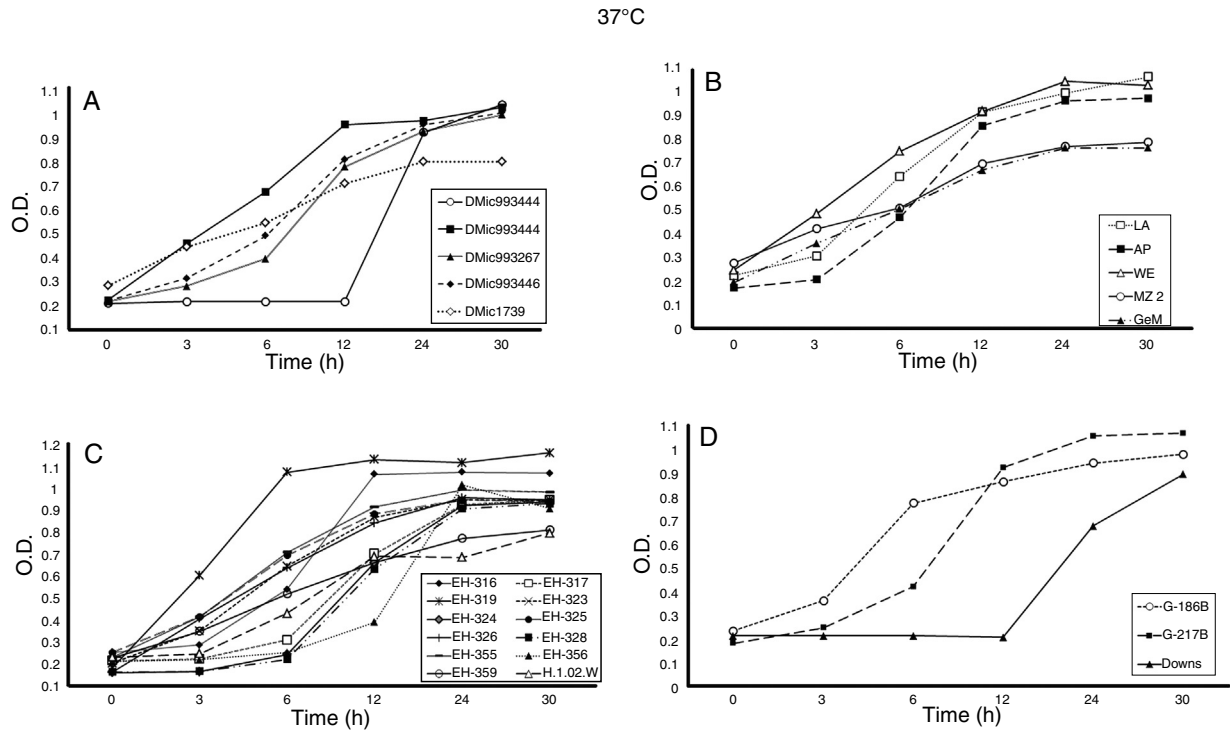 37°C
A
1.1
1
0.9
0.8
0.7
0.6
0.5
0.4
0.3
0.2
0.1
O.D.
0 3 6 12 24 30
Time (h)
DMic993444
DMic993444
DMic993267
DMic993446
DMic1739
B
1.1
1
0.9
0.8
0.7
0.6
0.5
0.4
0.3
0.2
0.1
0
O.D.
0 3 6 12 24 30
Time (h)
LA
AP
WE
MZ 2
GeM
C
1.2
1.1
1
0.9
0.8
0.7
0.6
0.5
0.4
0.3
0.2
0.1
O.D.
0 3 6 12 24 30
Time (h)
EH-316 EH-317
EH-319 EH-323
EH-324 EH-325
EH-326 EH-328
EH-355 EH-356
EH-359 H.1.02.W
D
1.1
1
0.9
0.8
0.7
0.6
0.5
0.4
0.3
0.2
0.1
0
O.D.
0 3 6 12 24 30
Time (h)
G-186B
G-217B
Downs